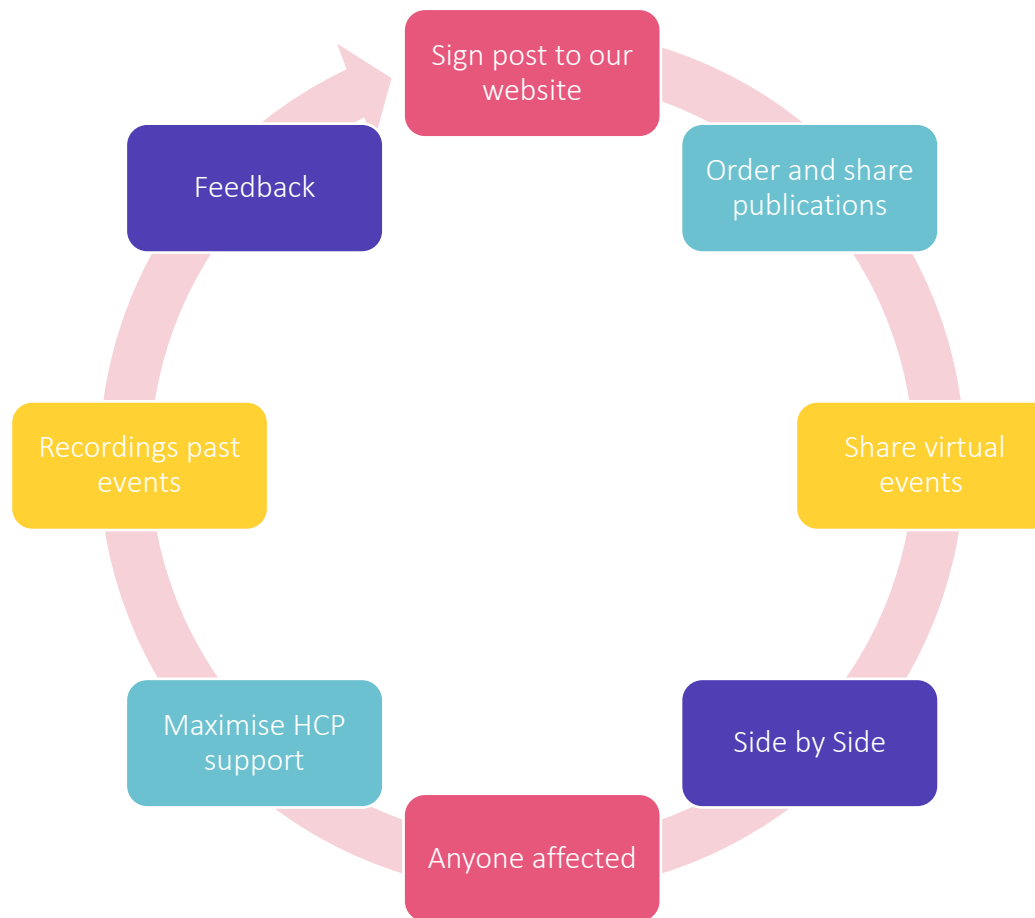 Sign post to our
website
Order and share
publications
Share virtual
events
Side by Side
Anyone affected
Maximise HCP
support
Recordings past
events
Feedback